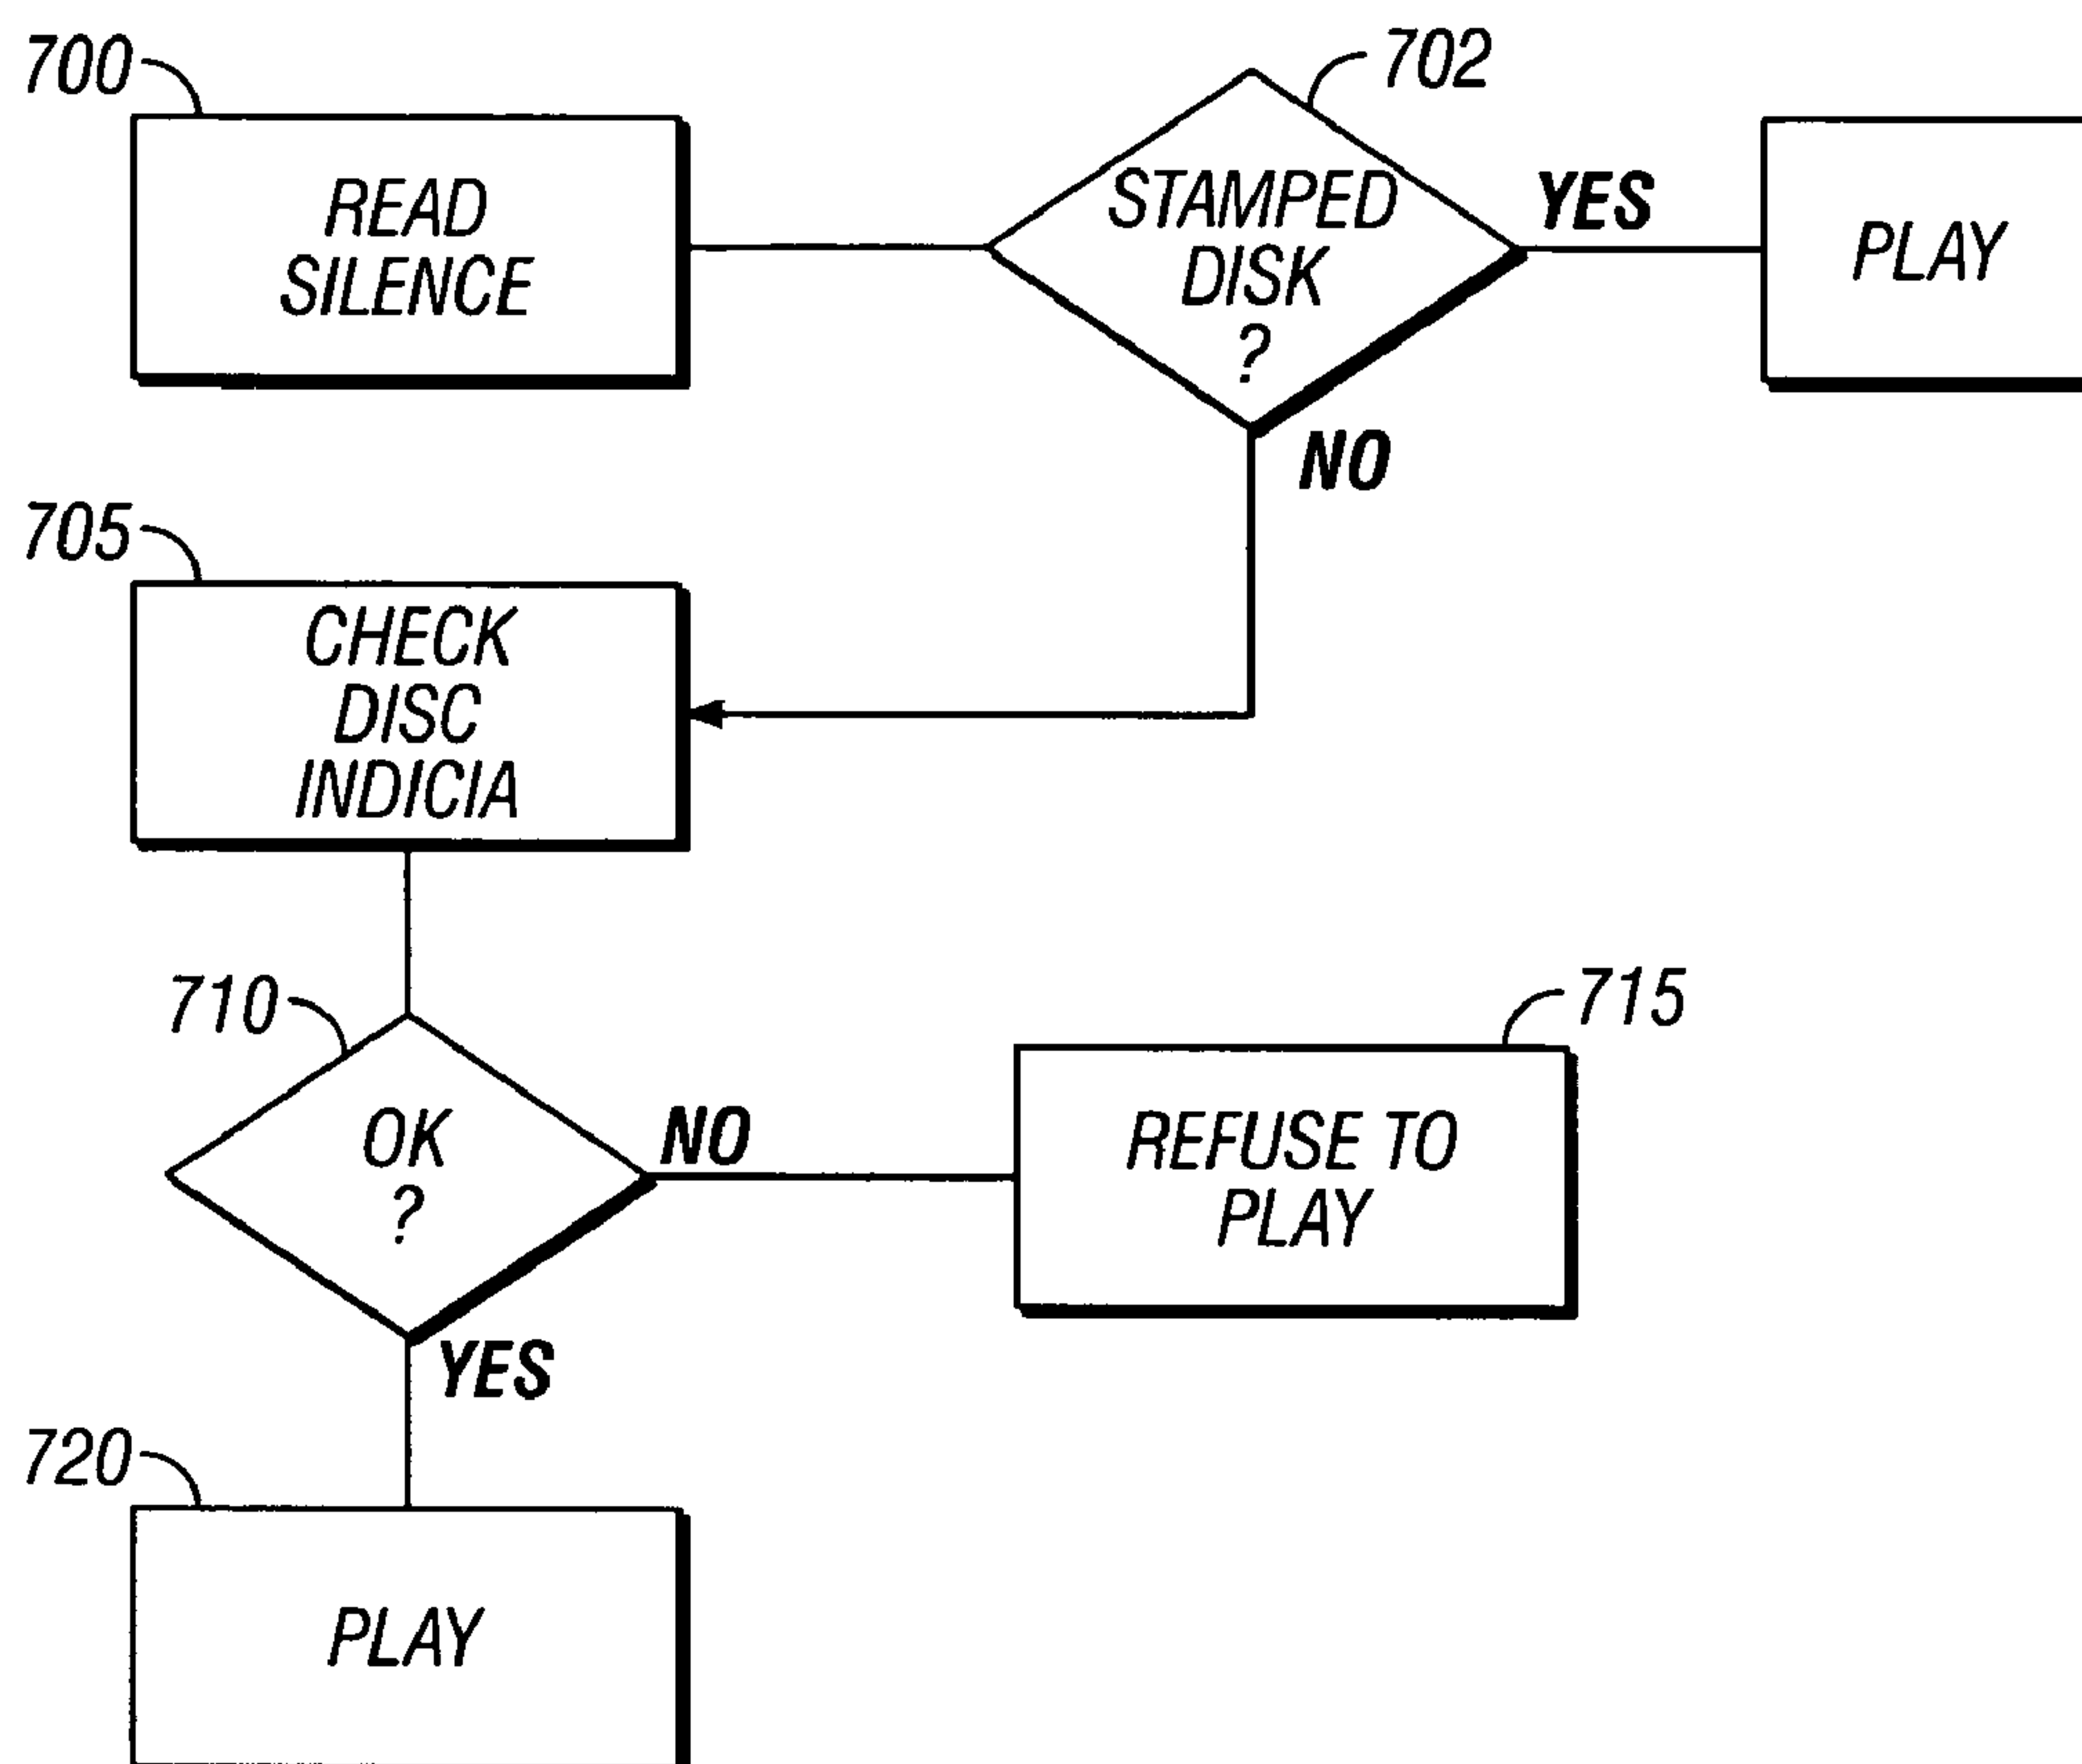 700
READ
SILENCE
702
STAMPED
DISK
?
YES
PLAY
NO
705
CHECK
DISC
INDICIA
710
OK
?
NO
715
REFUSE TO
PLAY
YES
720
PLAY